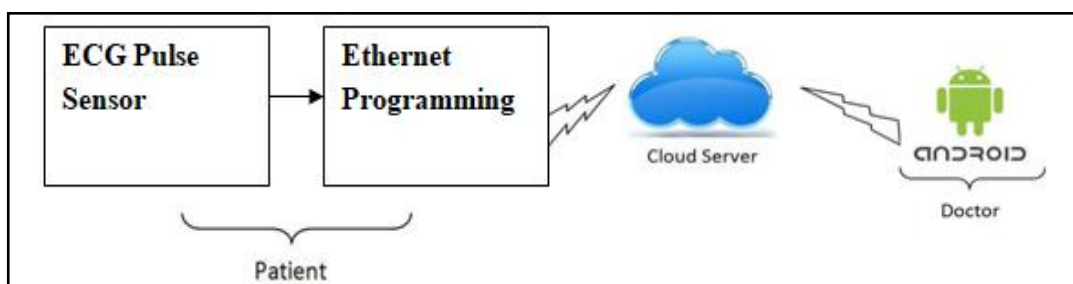 ECG Pulse
Sensor
Ethernet
Programming
Cloud Server
ANDROID
Doctor
Patient